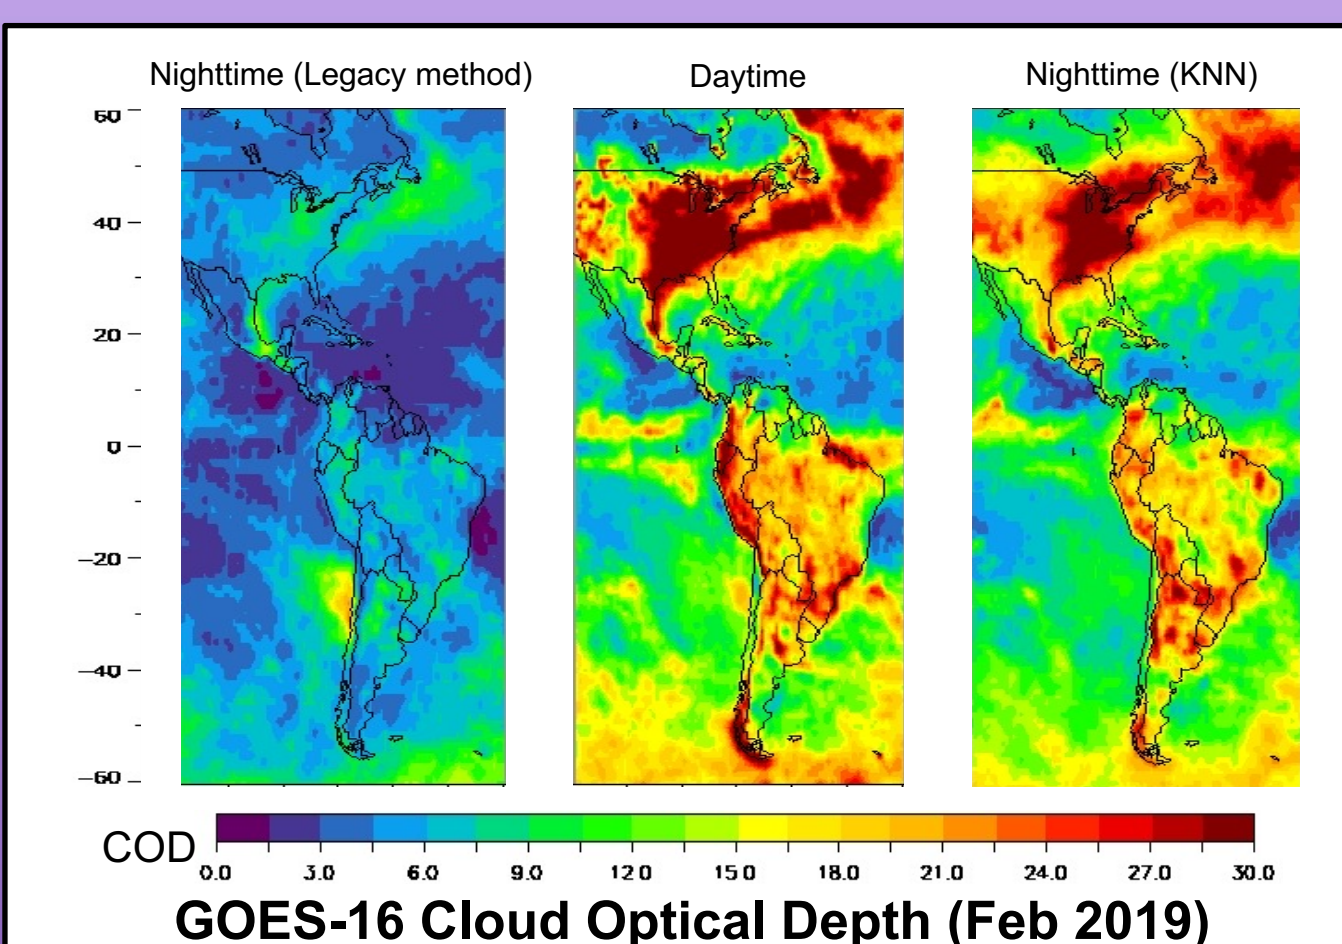 Nighttime (Legacy method) Daytime Nighttime (KNN)
60
40
20
0
−20
−40
−60
COD
0.0 3.0 6.0 9.0 12.0 15.0 18.0 21.0 24.0 27.0 30.0
GOES-16 Cloud Optical Depth (Feb 2019)